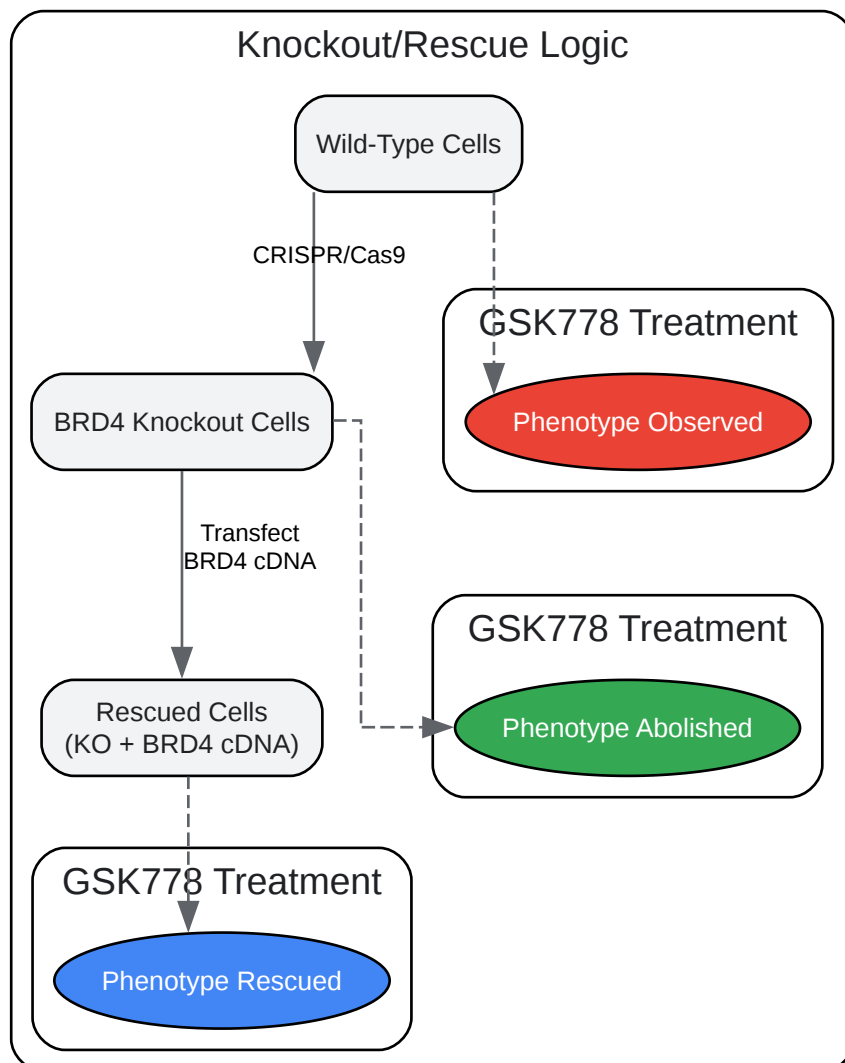 Knockout/Rescue Logic
Wild-Type Cells
CRISPR/Cas9
GSK778 Treatment
Phenotype Observed
BRD4 Knockout Cells
Transfect
BRD4 cDNA
GSK778 Treatment
Phenotype Abolished
Rescued Cells
(KO + BRD4 cDNA)
GSK778 Treatment
Phenotype Rescued